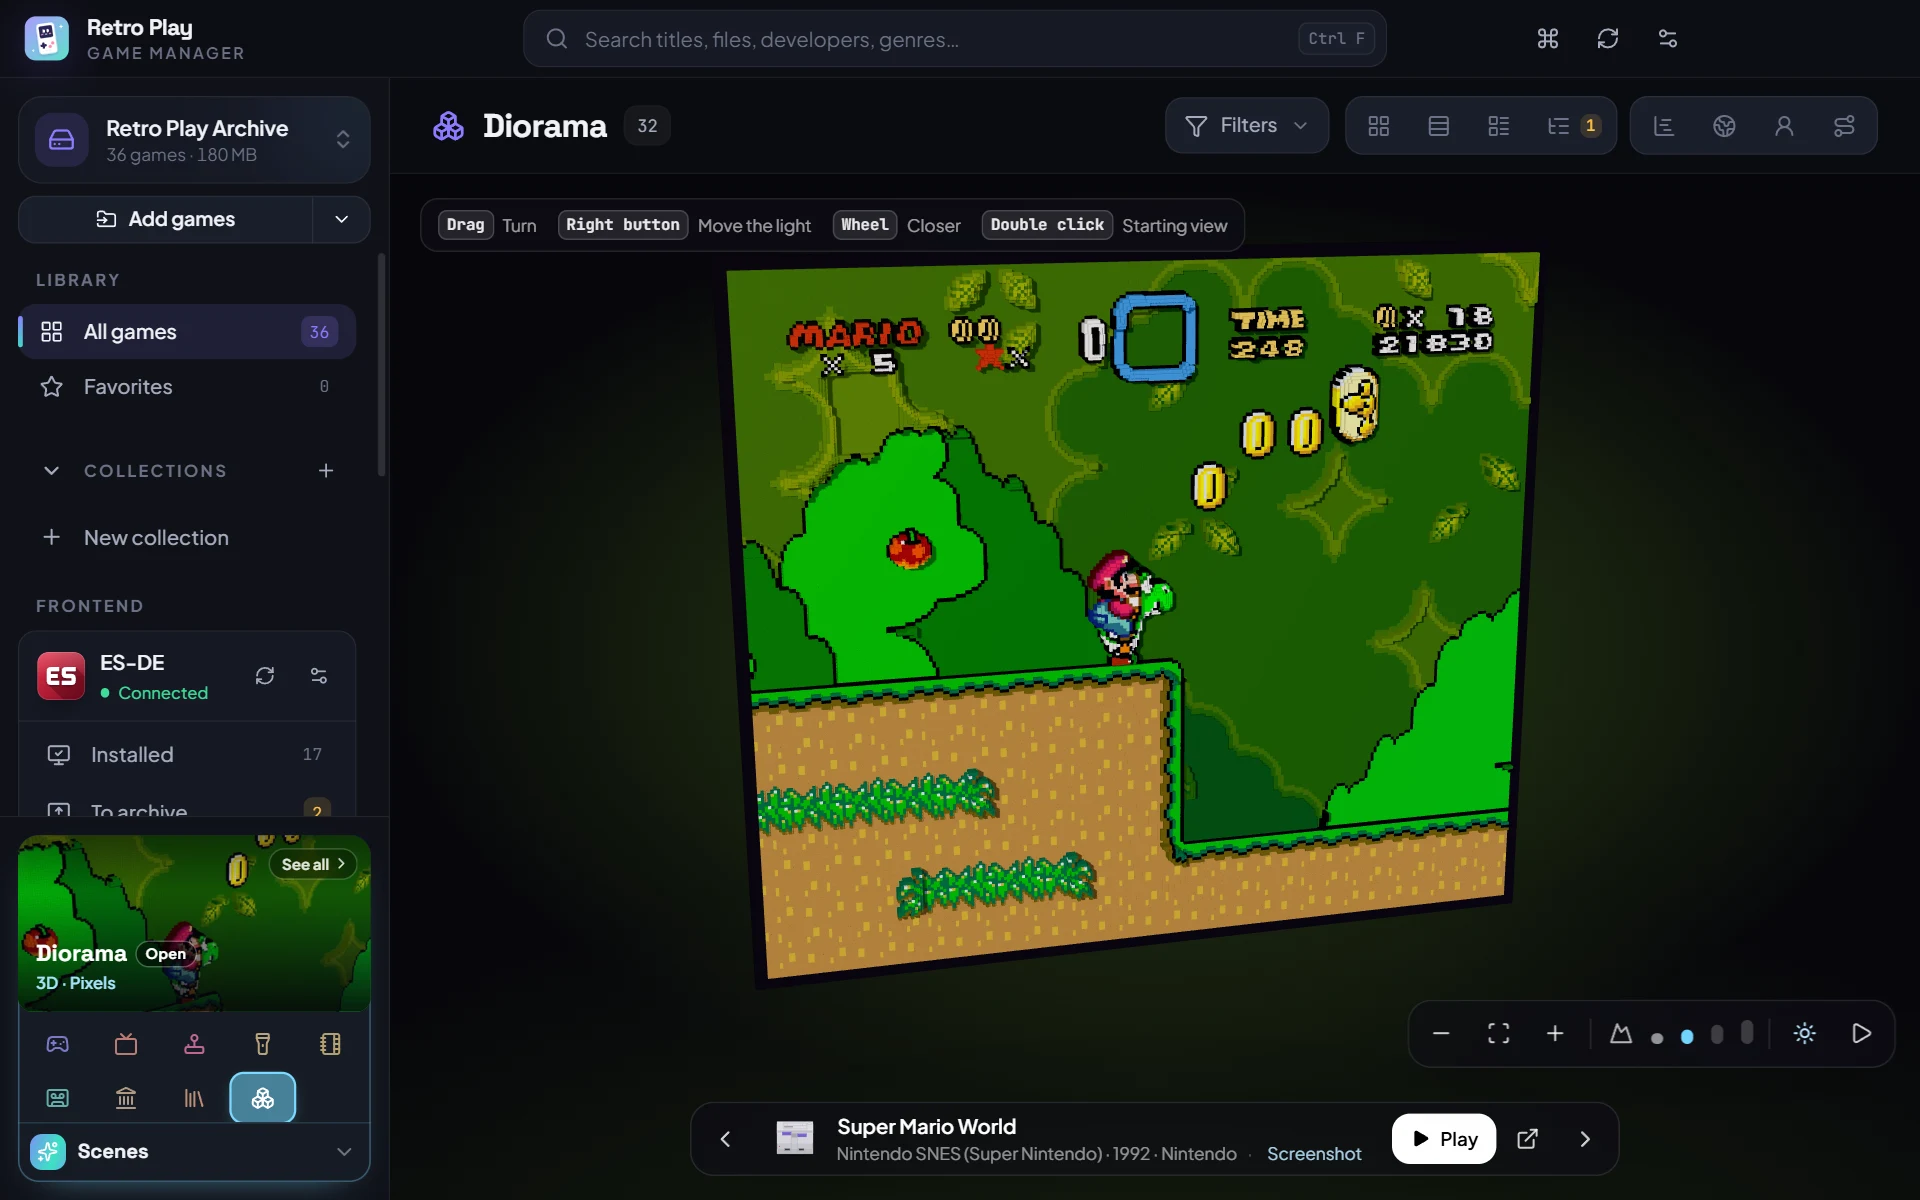 Retro Play
GAME MANAGER
Search titles, files, developers, genres...
Ctrl F
Retro Play Archive
36 games · 180 MB
Add games
LIBRARY
All games
36
Favorites
0
COLLECTIONS
New collection
FRONTEND
ES
ES-DE
Connected
Installed
17
To archive
2
See all
Diorama
Open
3D · Pixels
Scenes
Diorama
32
Filters
1
Drag Turn Right button Move the light Wheel Closer Double click Starting view
MARIO
x 5
x
0
TIME
248
x 18
21830
Super Mario World
Nintendo SNES (Super Nintendo) · 1992 · Nintendo · Screenshot
Play